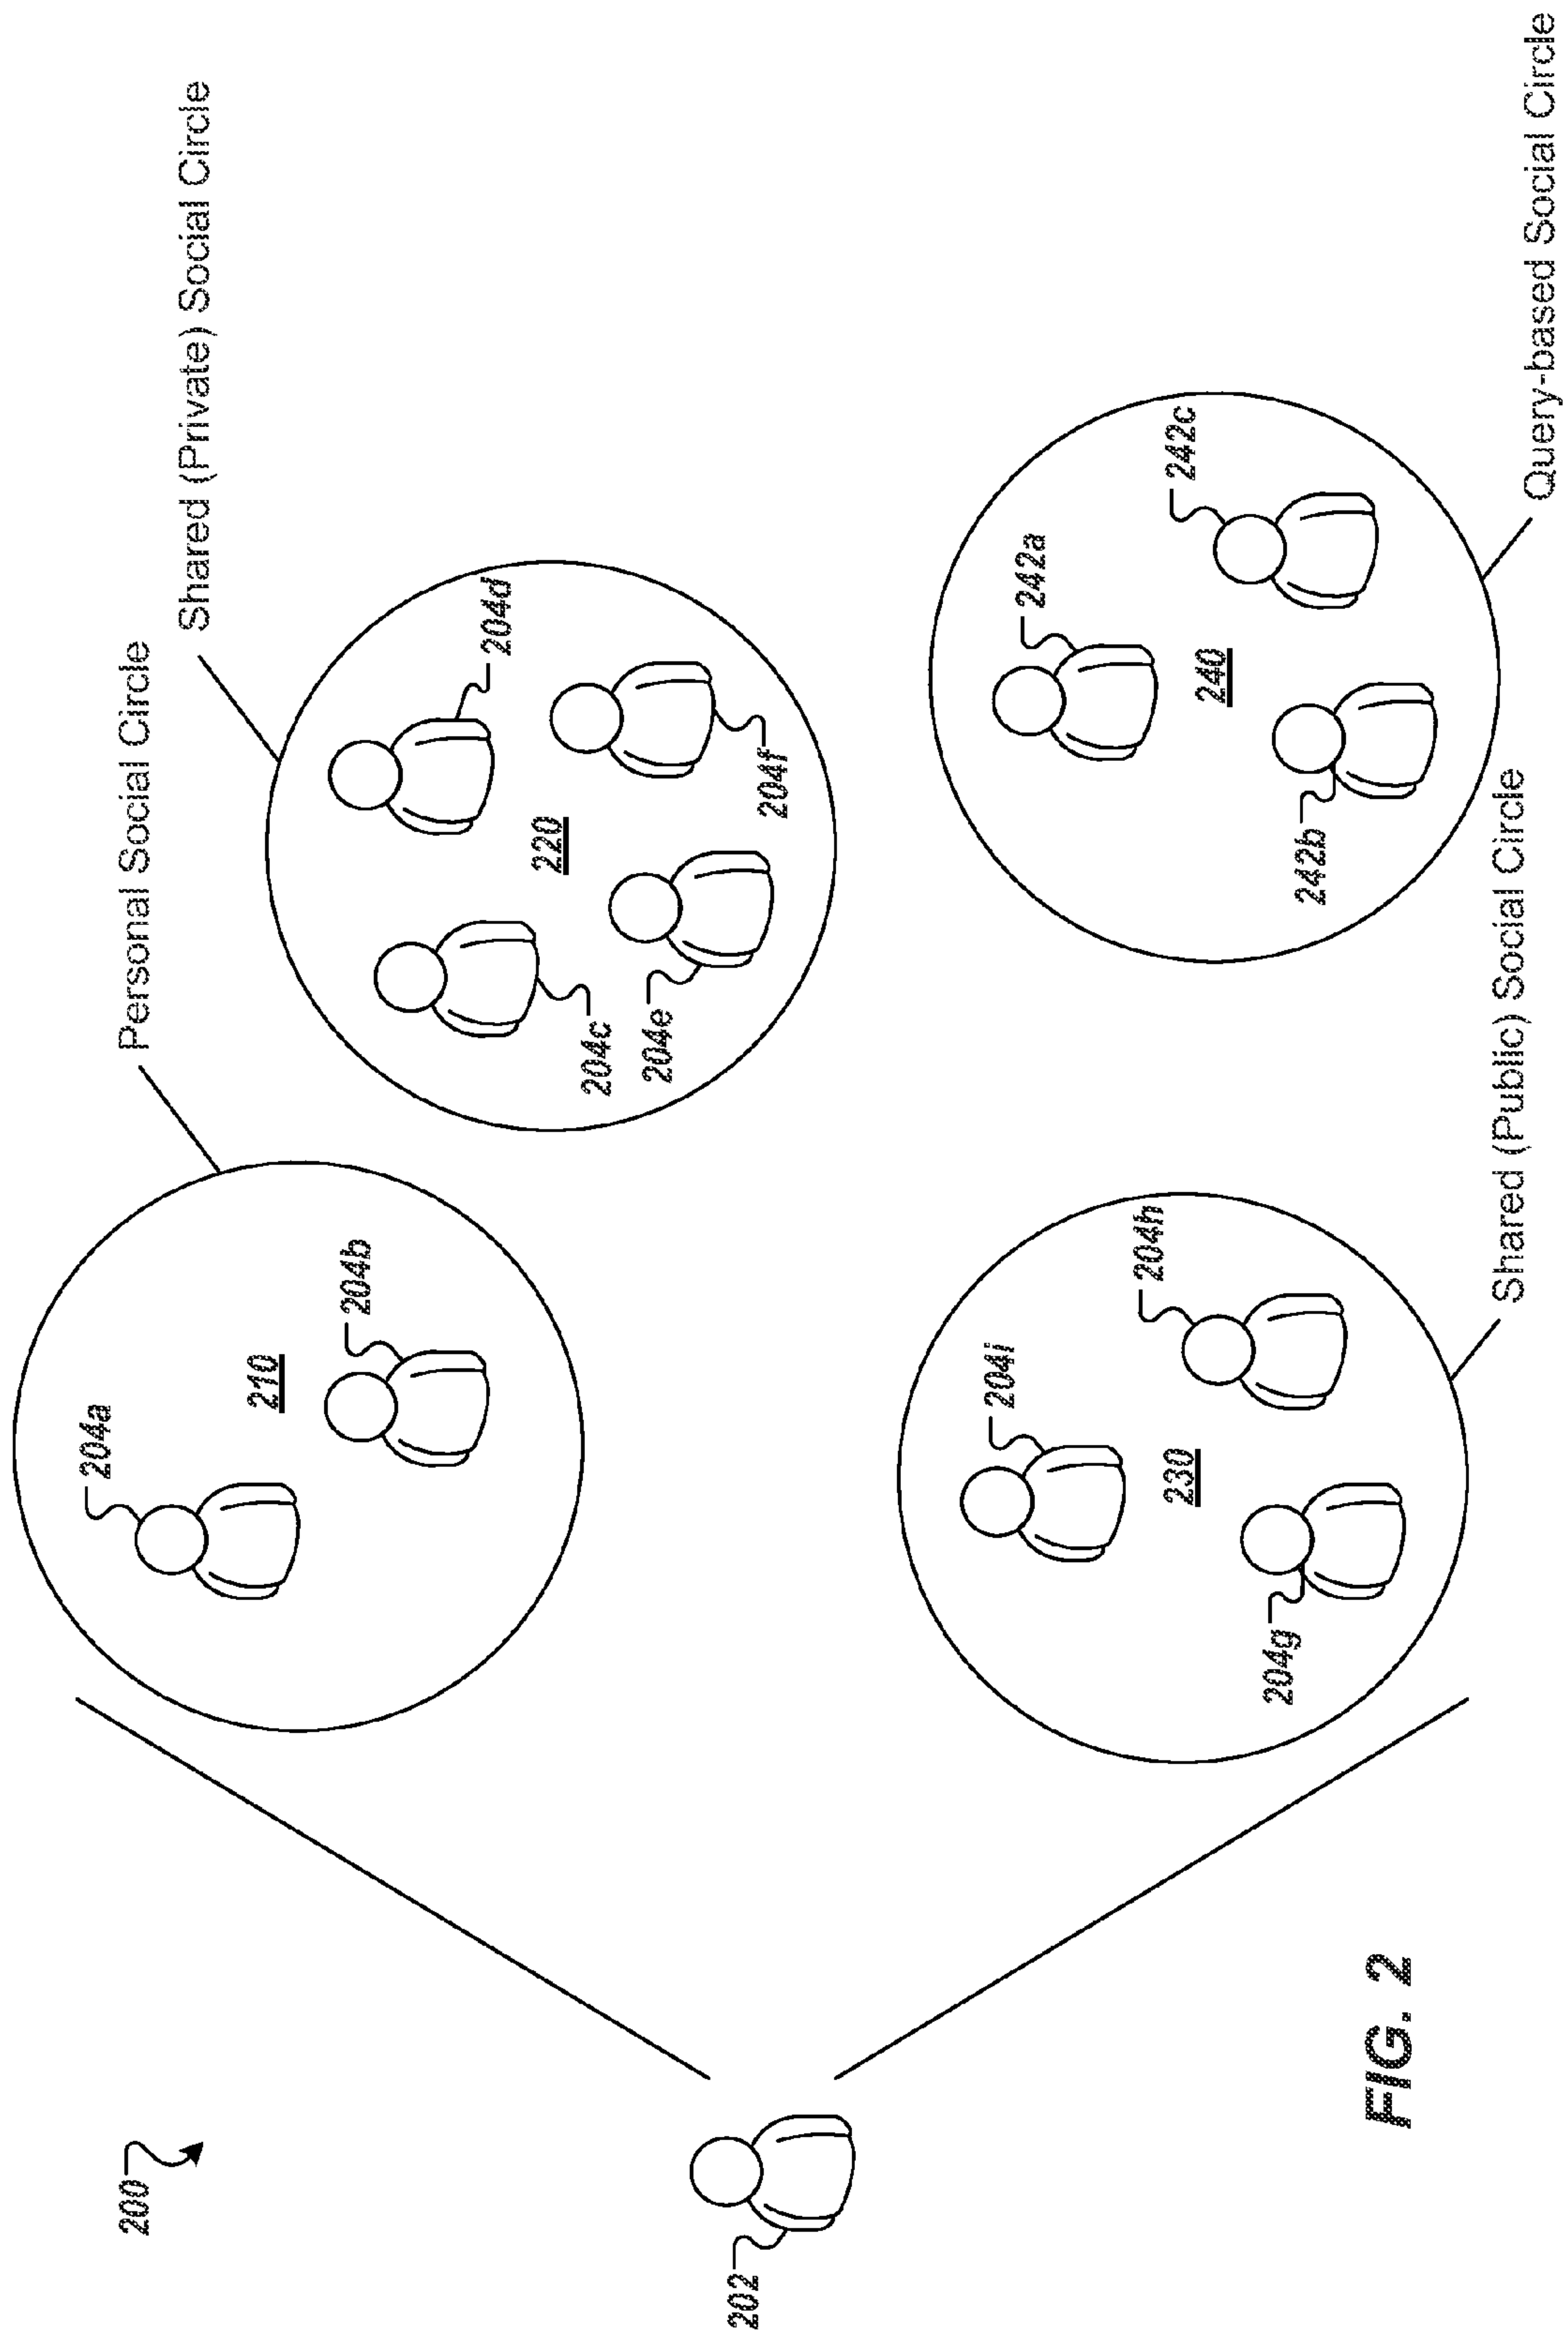 200
202
Personal Social Circle
204a
210
204b
Shared (Private) Social Circle
204d
220
204c
204e
204f
204i
230
204h
204g
Shared (Public) Social Circle
242a
242c
240
242b
Query-based Social Circle
FIG. 2